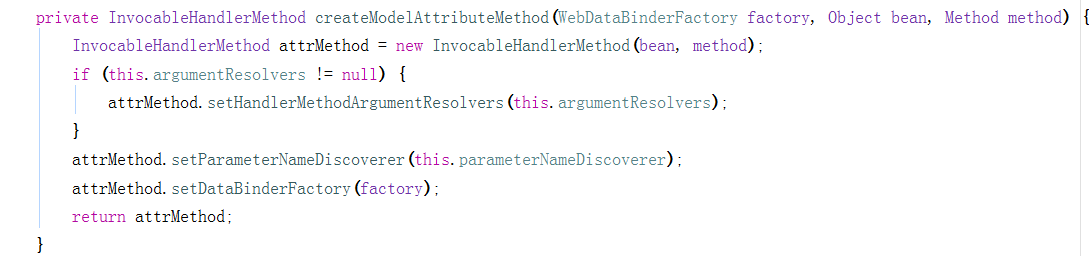 private InvocableHandlerMethod createModelAttributeMethod(WebDataBinderFactory factory, Object bean, Method method) {
    InvocableHandlerMethod attrMethod = new InvocableHandlerMethod(bean, method);
    if (this.argumentResolvers != null) {
        attrMethod.setHandlerMethodArgumentResolvers(this.argumentResolvers);
    }
    attrMethod.setParameterNameDiscoverer(this.parameterNameDiscoverer);
    attrMethod.setDataBinderFactory(factory);
    return attrMethod;
}